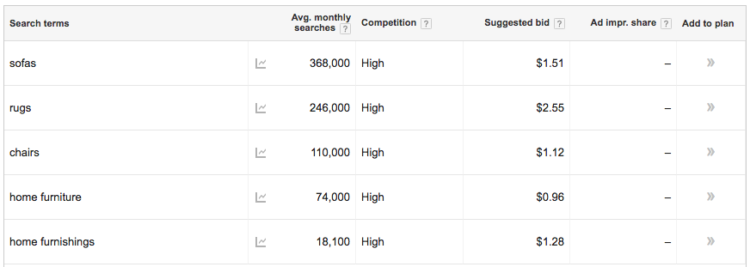 Search terms Avg. monthly searches ? Competition ? Suggested bid ? Ad impr. share ? Add to plan
sofas 368,000 High $1.51 – »
rugs 246,000 High $2.55 – »
chairs 110,000 High $1.12 – »
home furniture 74,000 High $0.96 – »
home furnishings 18,100 High $1.28 – »